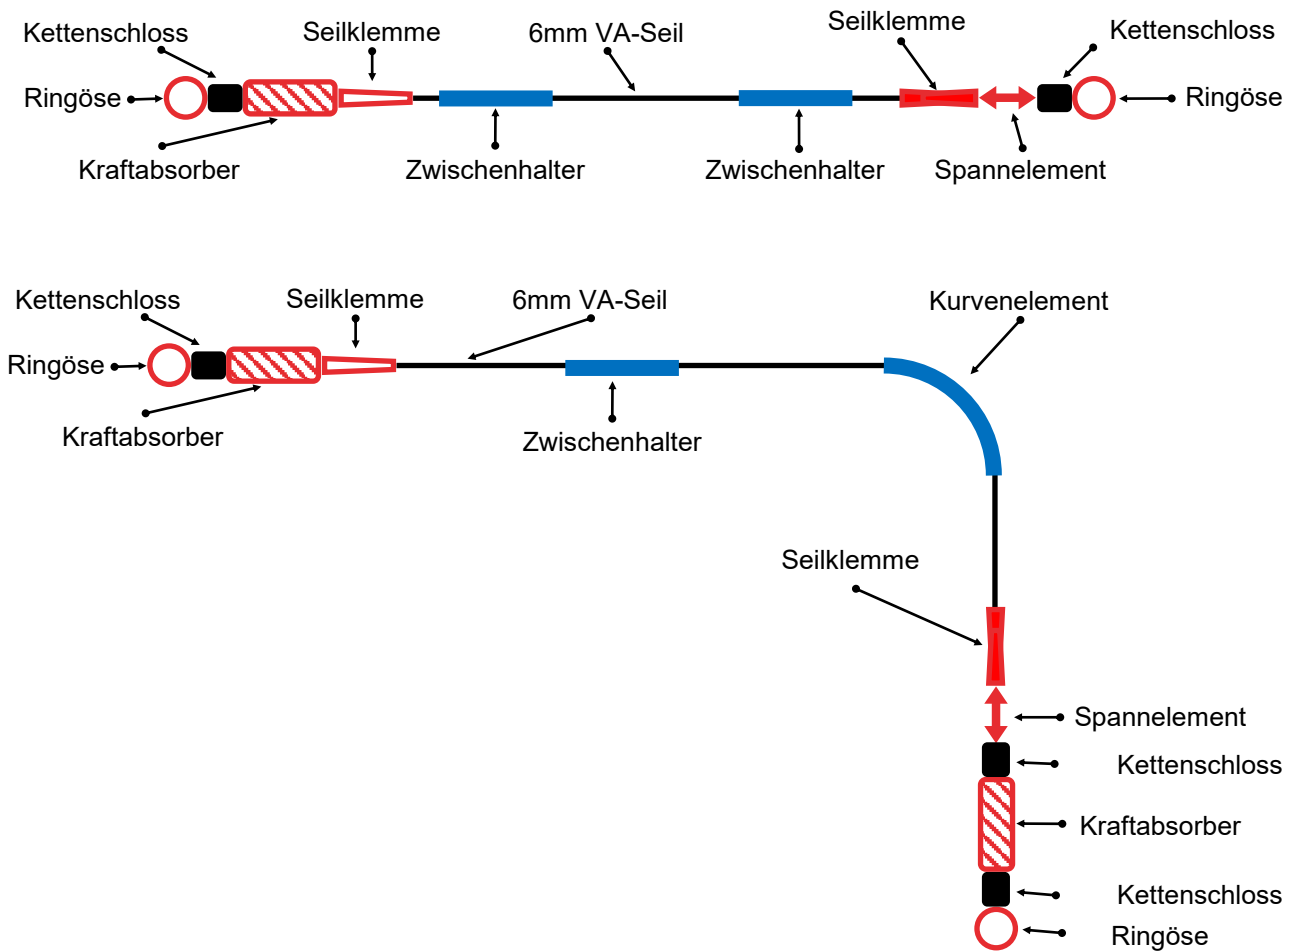 Kettenschloss
Seilklemme
6mm VA-Seil
Seilklemme
Kettenschloss
Ringöse
Ringöse
Kraftabsorber
Zwischenhalter
Zwischenhalter
Spannelement
Kettenschloss
Seilklemme
6mm VA-Seil
Kurvenelement
Ringöse
Kraftabsorber
Zwischenhalter
Seilklemme
Spannelement
Kettenschloss
Kraftabsorber
Kettenschloss
Ringöse